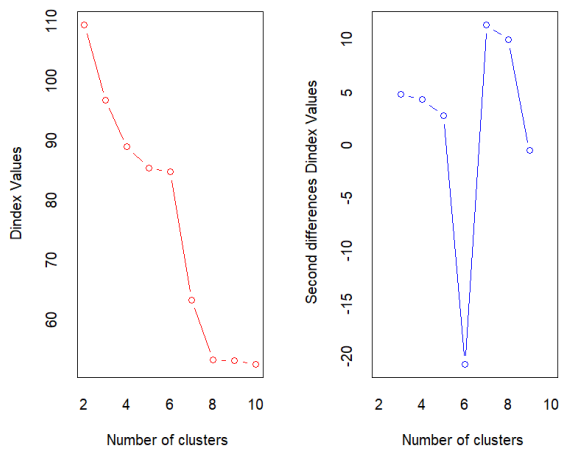 Dindex Values
110
100
90
80
70
60
2 4 6 8 10
Number of clusters
Second differences Dindex Values
10
5
0
-5
-10
-15
-20
2 4 6 8 10
Number of clusters